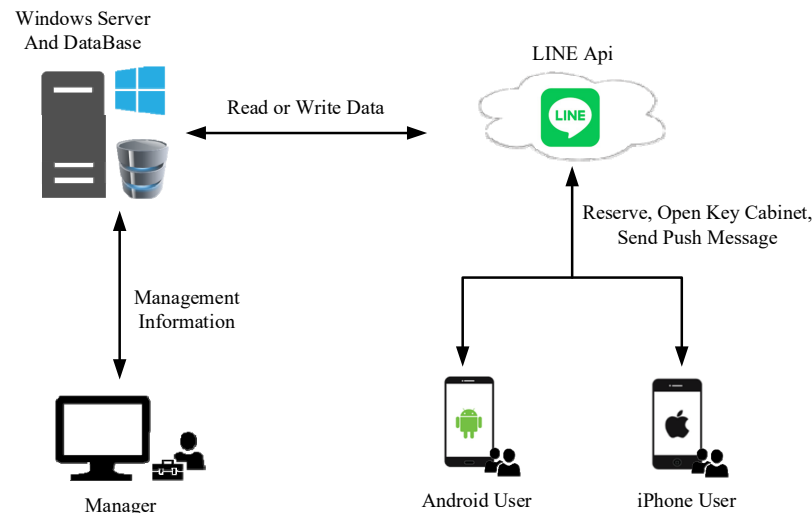 Windows Server
And DataBase
LINE Api
LINE
Read or Write Data
Reserve, Open Key Cabinet,
Send Push Message
Management
Information
Manager
Android User
iPhone User